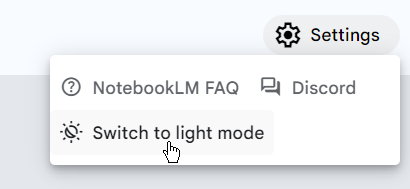 Settings
NotebookLM FAQ Discord
Switch to light mode